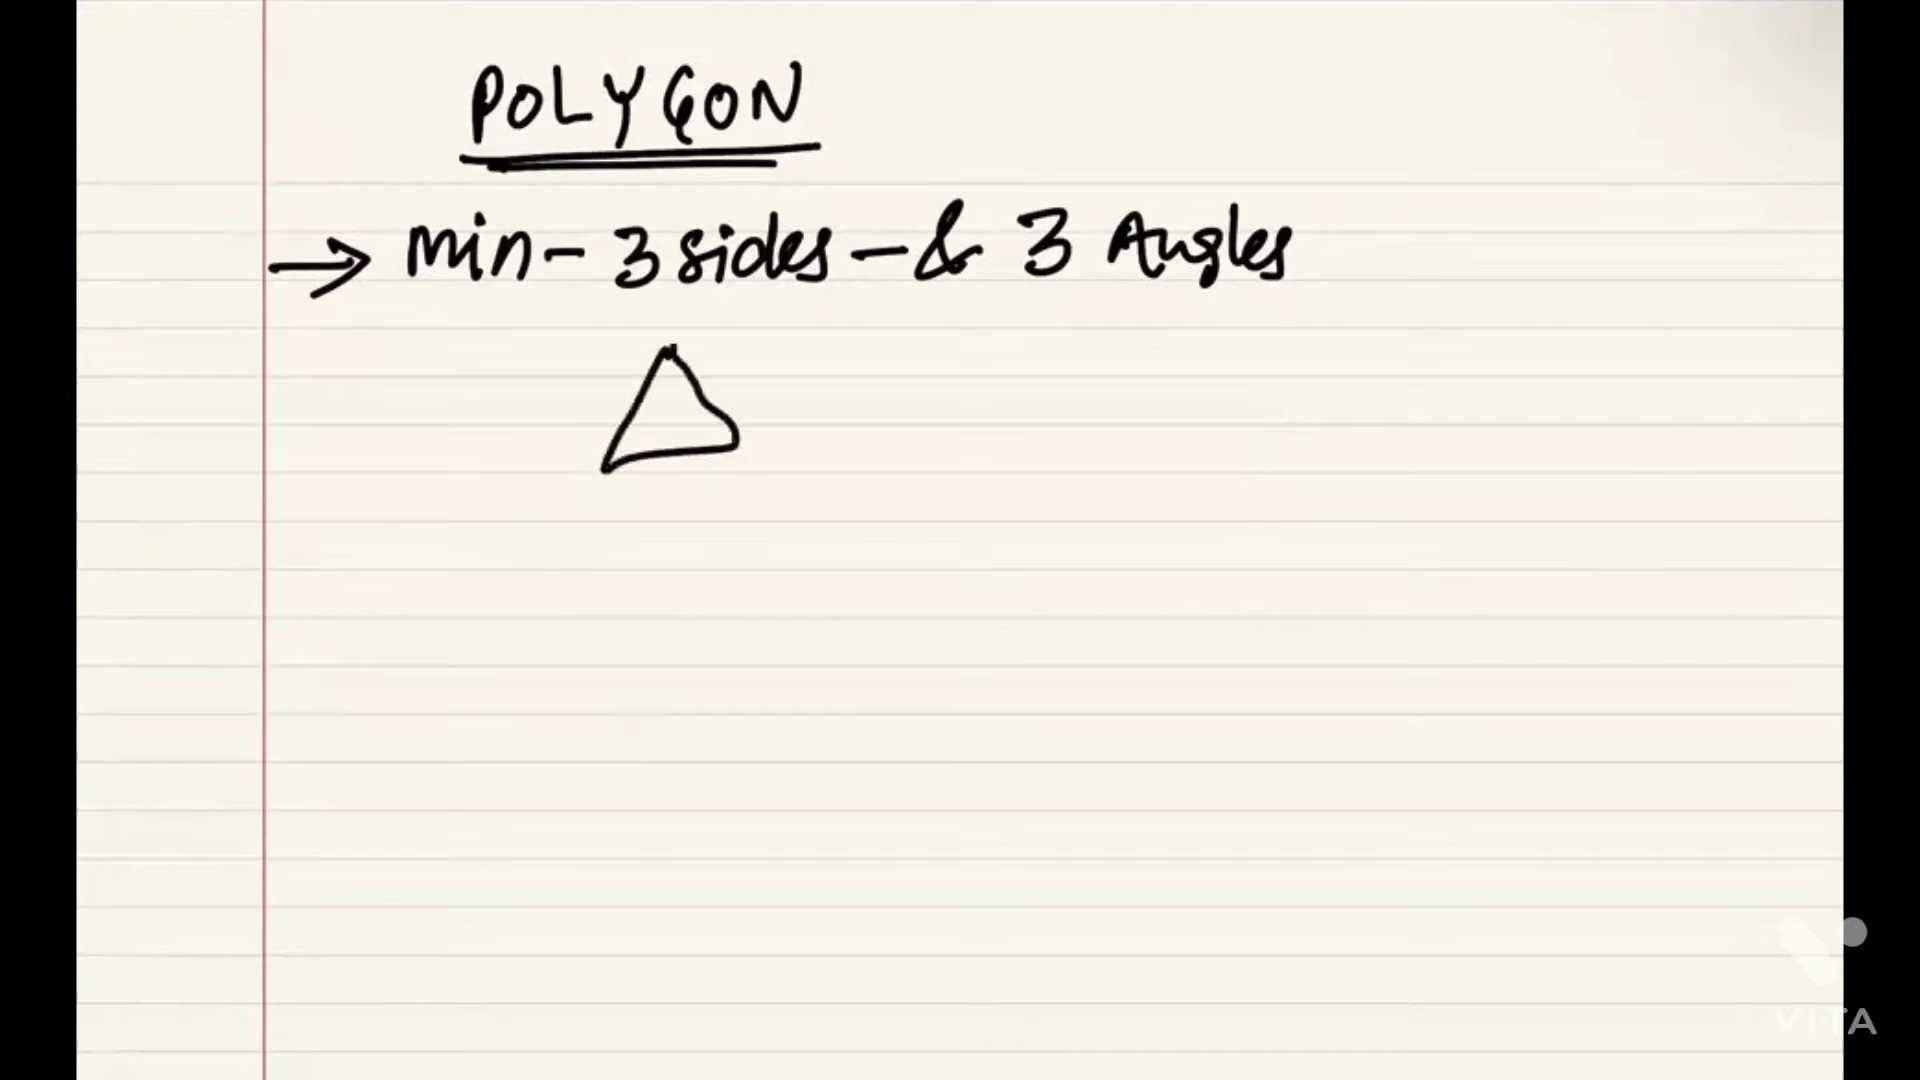 POLYGON
→ min - 3 sides - & 3 Angles
VITA